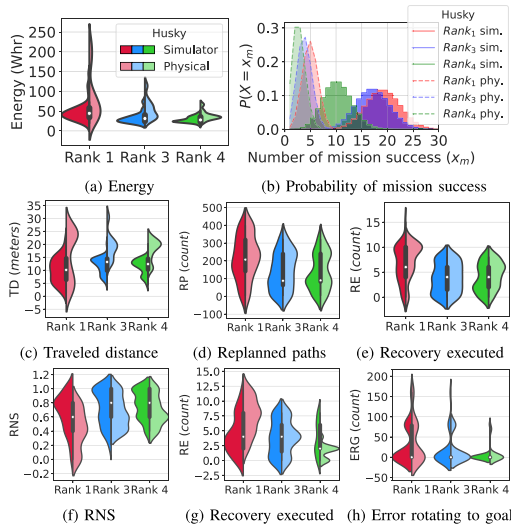 Energy (Whr)
250
200
150
100
50
0
Husky
Simulator
Physical
Rank 1 Rank 3 Rank 4
(a) Energy
P(X = x_m)
0.3
0.2
0.1
0.0
0 5 10 15 20 25 30
Number of mission success (x_m)
Husky
Rank₁ sim.
Rank₃ sim.
Rank₄ sim.
Rank₁ phy.
Rank₃ phy.
Rank₄ phy.
(b) Probability of mission success
TD (meters)
35
30
25
20
15
10
5
0
−5
Rank 1 Rank 3 Rank 4
(c) Traveled distance
RP (count)
500
400
300
200
100
0
−100
Rank 1 Rank 3 Rank 4
(d) Replanned paths
RE (count)
15
10
5
0
Rank 1 Rank 3 Rank 4
(e) Recovery executed
RNS
1.2
1.0
0.8
0.6
0.4
0.2
0.0
−0.2
Rank 1 Rank 3 Rank 4
(f) RNS
RE (count)
15.0
12.5
10.0
7.5
5.0
2.5
0.0
−2.5
Rank 1 Rank 3 Rank 4
(g) Recovery executed
ERG (count)
200
150
100
50
0
−50
Rank 1 Rank 3 Rank 4
(h) Error rotating to goal